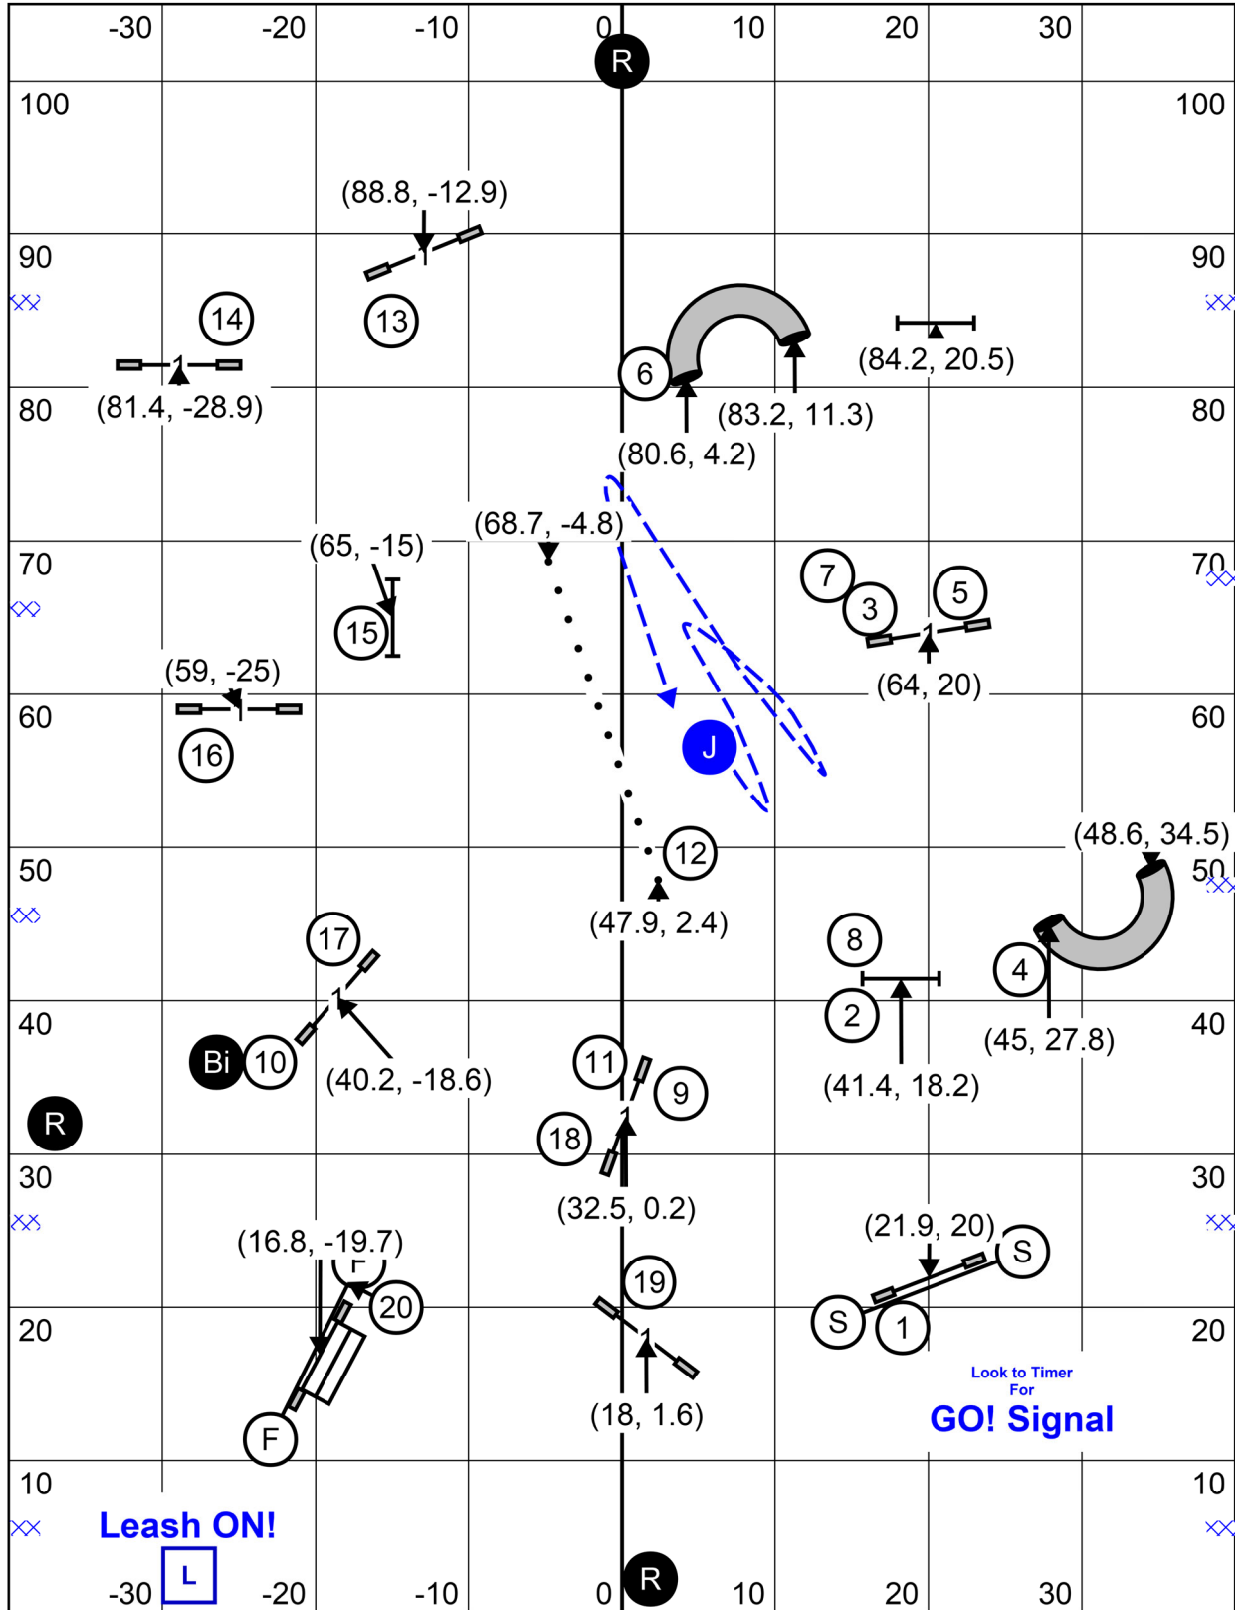 -30 -20 -10 0 10 20 30
R
100 100
(88.8, -12.9)
90 90
14 13
(84.2, 20.5)
6
80 80
(81.4, -28.9)
(83.2, 11.3)
(80.6, 4.2)
(68.7, -4.8)
(65, -15)
70 70
7 3 5
15
(59, -25)
(64, 20)
60 60
16
J
(48.6, 34.5)
12
50 50
(47.9, 2.4)
17 8
4
2
40 40
(45, 27.8)
Bi 10 11
(40.2, -18.6)
(41.4, 18.2)
9
R
18
30 30
(32.5, 0.2)
(21.9, 20)
(16.8, -19.7)
F
S
19
20
S 1
20 20
Look to Timer
For
GO! Signal
(18, 1.6)
F
10 10
Leash ON!
L
R
-30 -20 -10 0 10 20 30